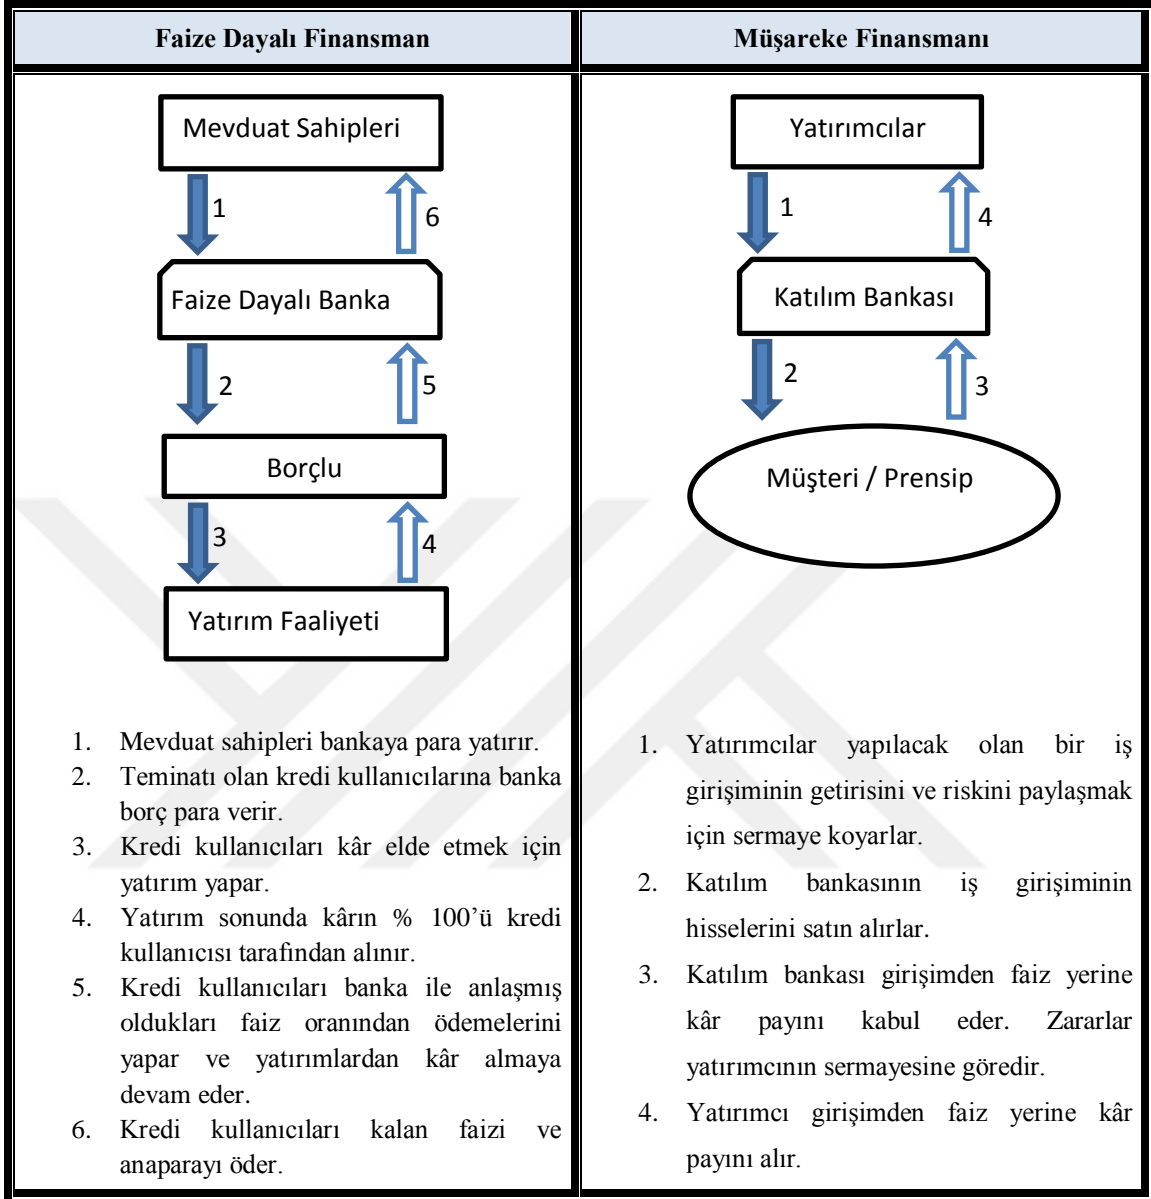 Faize Dayalı Finansman
Mevduat Sahipleri
1
6
Faize Dayalı Banka
2
5
Borçlu
3
4
Yatırım Faaliyeti
1. Mevduat sahipleri bankaya para yatırır.
2. Teminatı olan kredi kullanıcılarına banka
borç para verir.
3. Kredi kullanıcıları kâr elde etmek için
yatırım yapar.
4. Yatırım sonunda kârın % 100’ü kredi
kullanıcısı tarafından alınır.
5. Kredi kullanıcıları banka ile anlaşmış
oldukları faiz oranından ödemelerini
yapar ve yatırımlardan kâr almaya
devam eder.
6. Kredi kullanıcıları kalan faizi ve
anaparayı öder.
Müşareke Finansmanı
Yatırımcılar
1
4
Katılım Bankası
2
3
Müşteri / Prensip
1. Yatırımcılar yapılacak olan bir iş
girişiminin getirisini ve riskini paylaşmak
için sermaye koyarlar.
2. Katılım bankasının iş girişiminin
hisselerini satın alırlar.
3. Katılım bankası girişimden faiz yerine
kâr payını kabul eder. Zararlar
yatırımcının sermayesine göredir.
4. Yatırımcı girişimden faiz yerine kâr
payını alır.